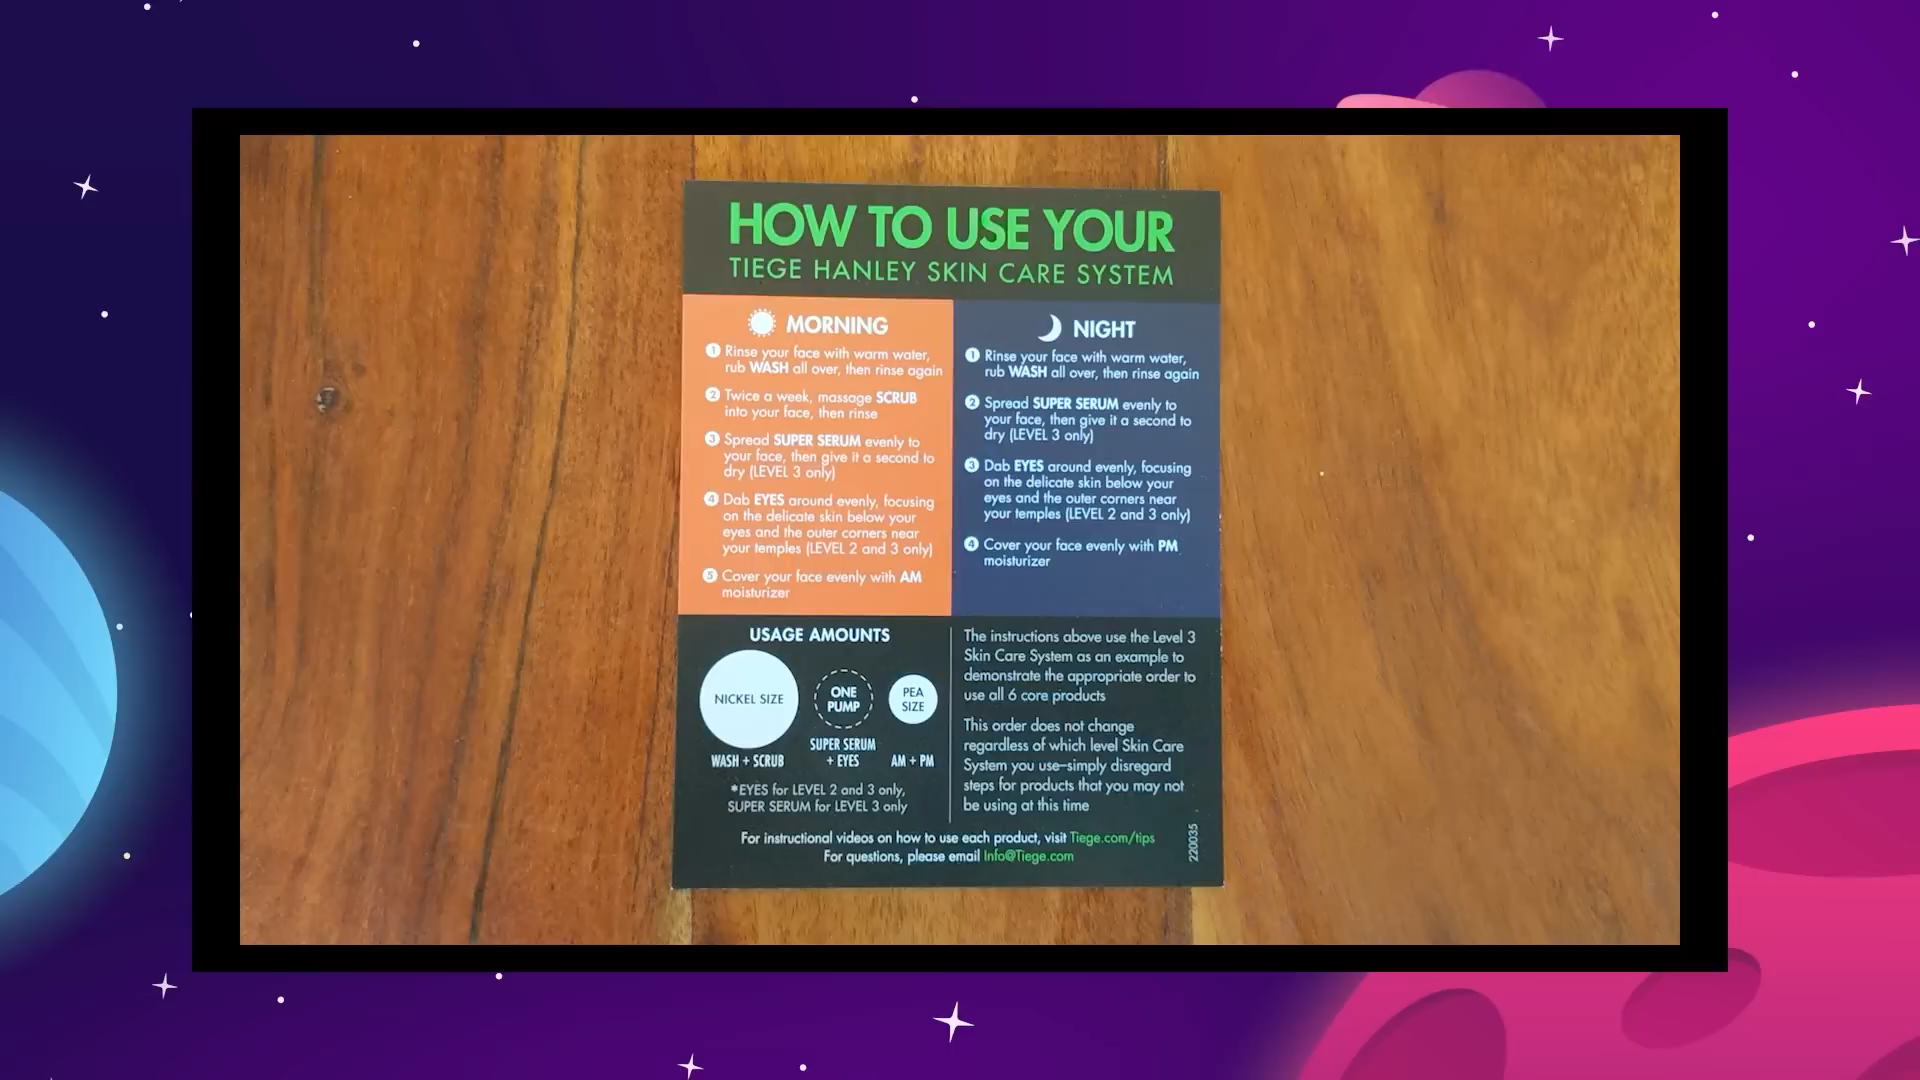 HOW TO USE YOUR
TIEGE HANLEY SKIN CARE SYSTEM
MORNING
1 Rinse your face with warm water,
rub WASH all over, then rinse again
2 Twice a week, massage SCRUB
into your face, then rinse
3 Spread SUPER SERUM evenly to
your face, then give it a second to
dry (LEVEL 3 only)
4 Dab EYES around evenly, focusing
on the delicate skin below your
eyes and the outer corners near
your temples (LEVEL 2 and 3 only)
5 Cover your face evenly with AM
moisturizer
NIGHT
1 Rinse your face with warm water,
rub WASH all over, then rinse again
2 Spread SUPER SERUM evenly to
your face, then give it a second to
dry (LEVEL 3 only)
3 Dab EYES around evenly, focusing
on the delicate skin below your
eyes and the outer corners near
your temples (LEVEL 2 and 3 only)
4 Cover your face evenly with PM
moisturizer
USAGE AMOUNTS
NICKEL SIZE
WASH + SCRUB
ONE
PUMP
SUPER SERUM
+ EYES
PEA
SIZE
AM + PM
*EYES for LEVEL 2 and 3 only,
SUPER SERUM for LEVEL 3 only
The instructions above use the Level 3
Skin Care System as an example to
demonstrate the appropriate order to
use all 6 core products
This order does not change
regardless of which level Skin Care
System you use–simply disregard
steps for products that you may not
be using at this time
For instructional videos on how to use each product, visit Tiege.com/tips
For questions, please email Info@Tiege.com
220035